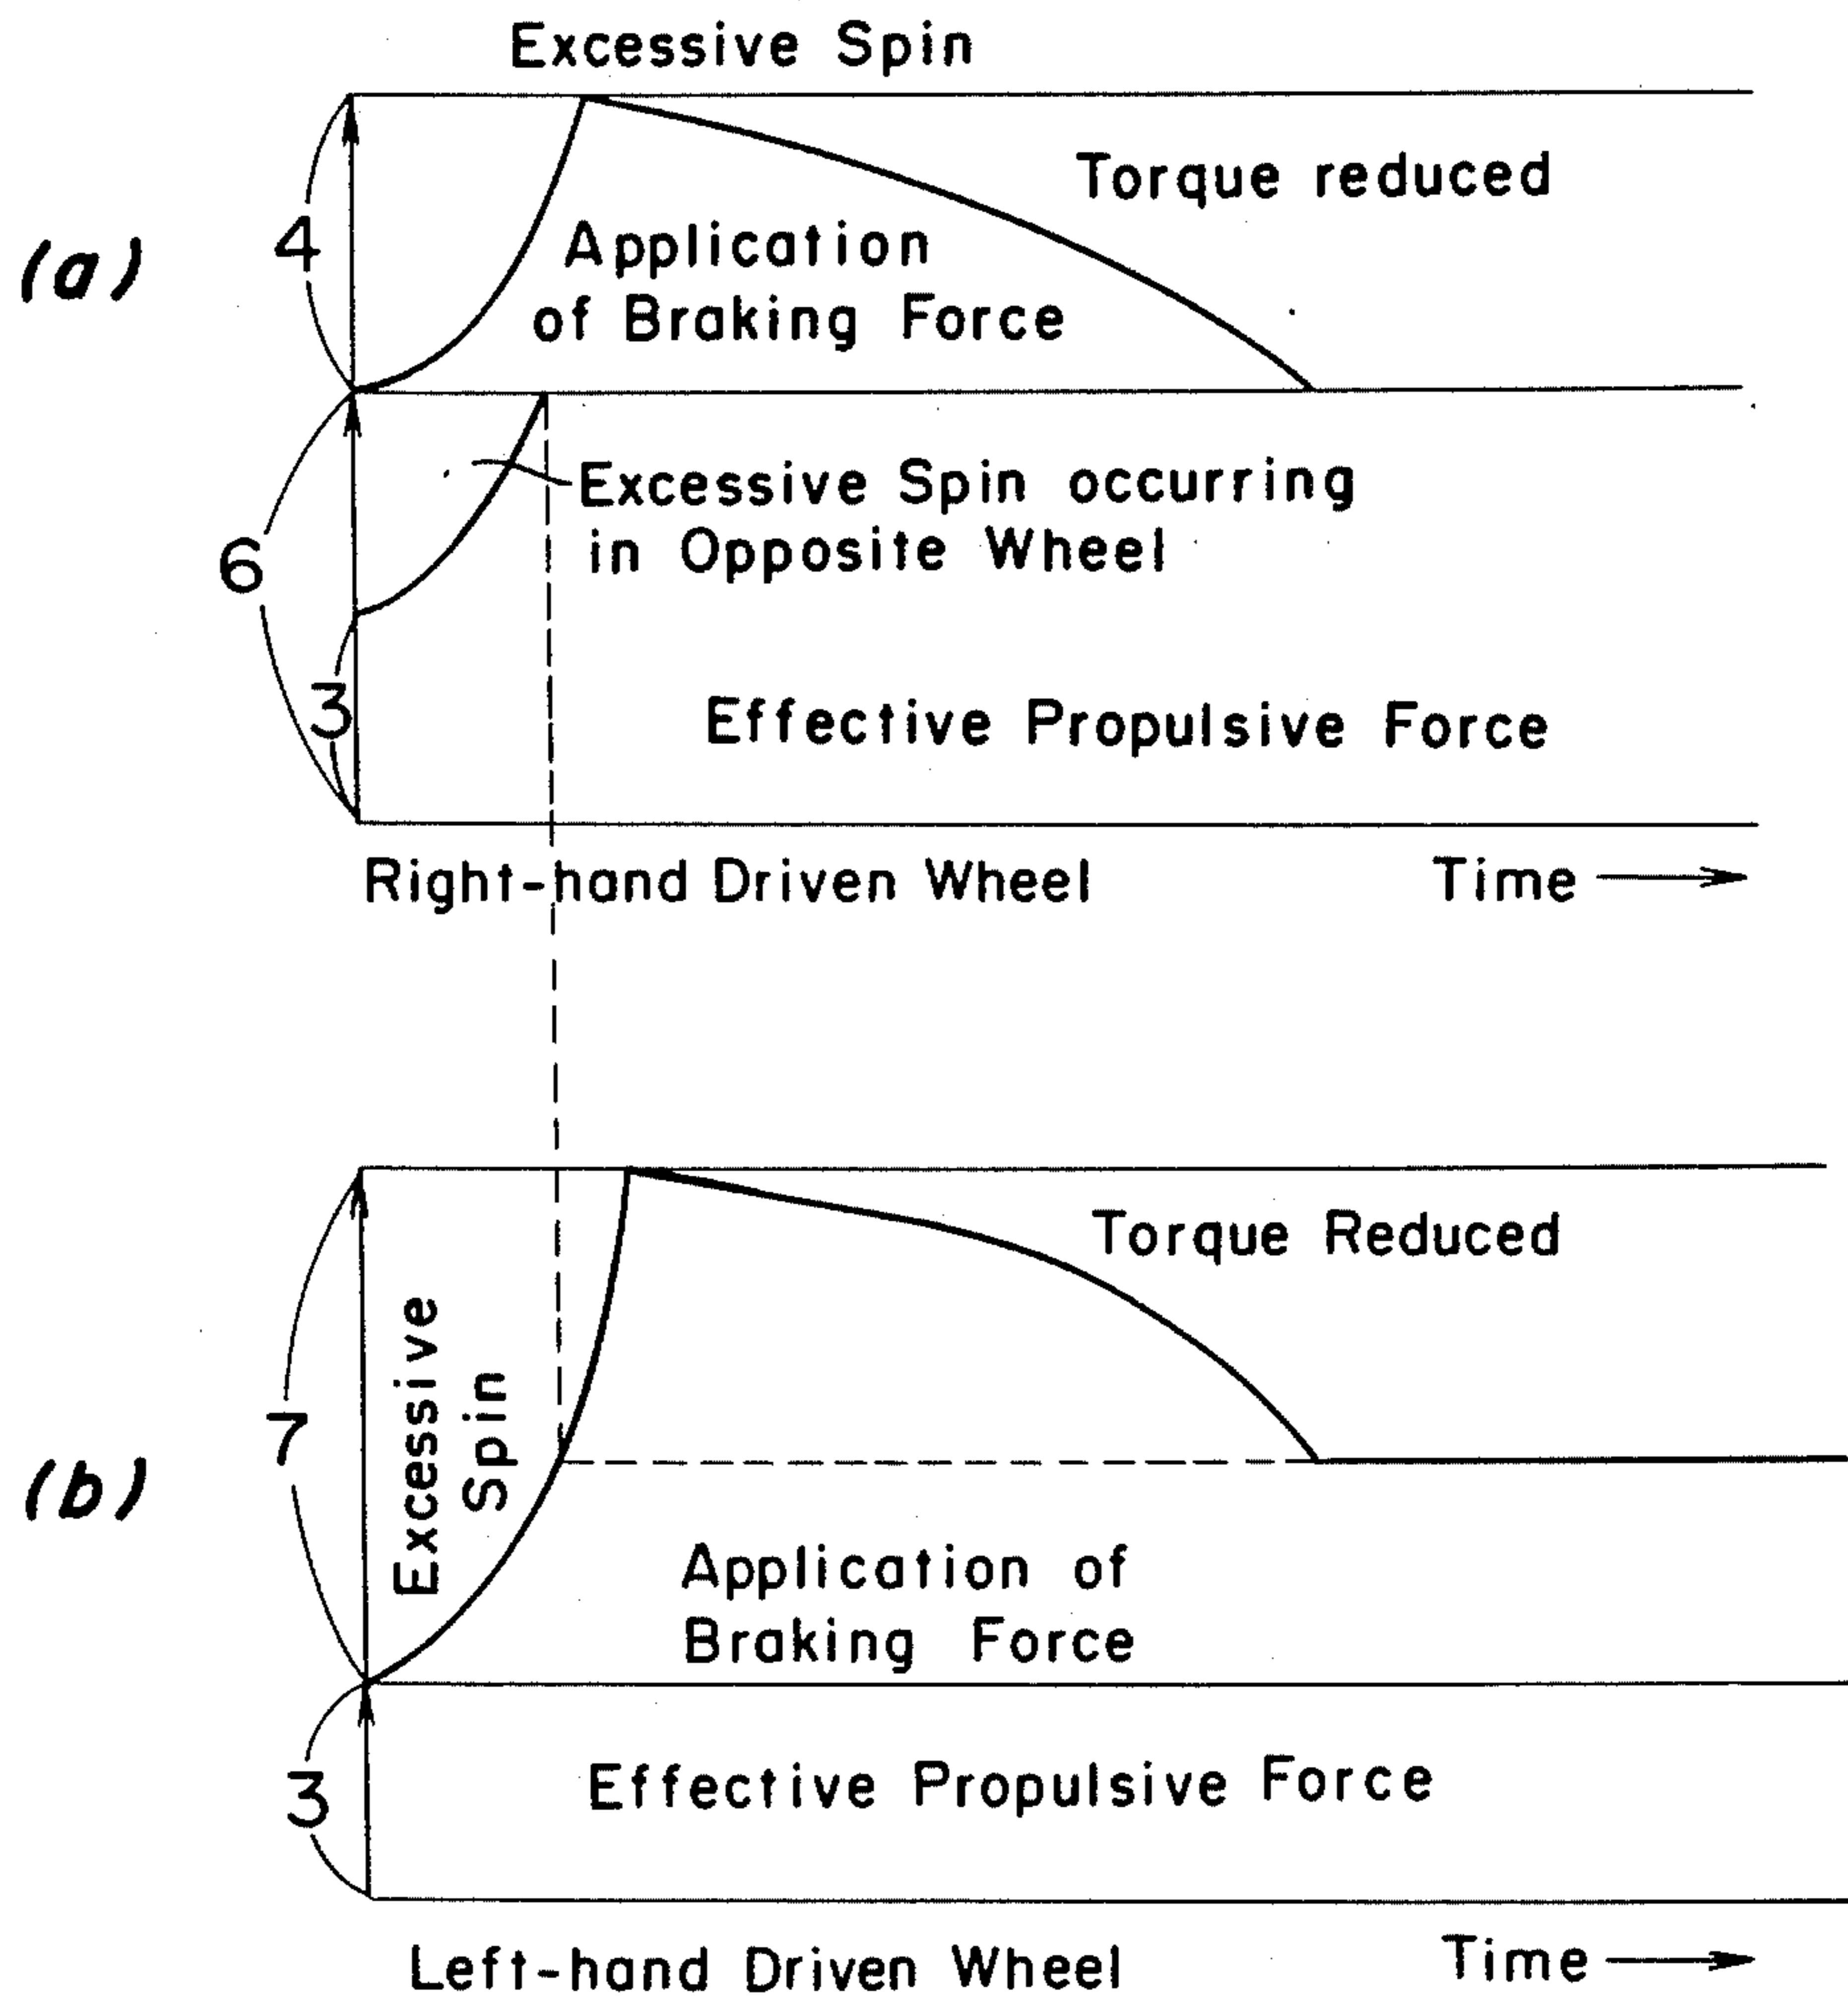 Excessive Spin
Torque reduced
(a)
4
Application
of Braking Force
Excessive Spin occurring
in Opposite Wheel
6
3
Effective Propulsive Force
Right-hand Driven Wheel
Time
Torque Reduced
Excessive
Spin
7
(b)
Application of
Braking Force
3
Effective Propulsive Force
Left-hand Driven Wheel
Time